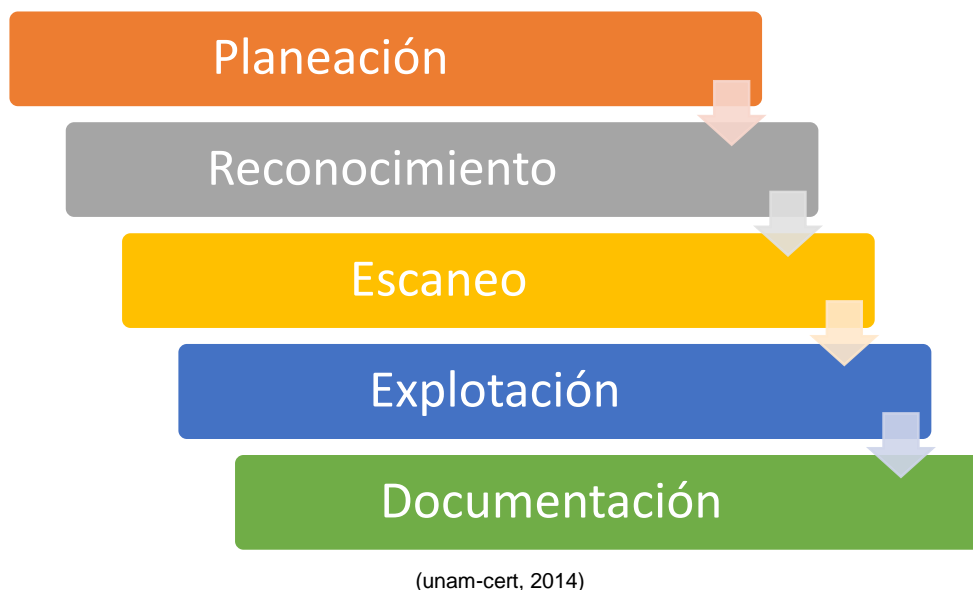 Planeación
Reconocimiento
Escaneo
Explotación
Documentación
(unam-cert, 2014)